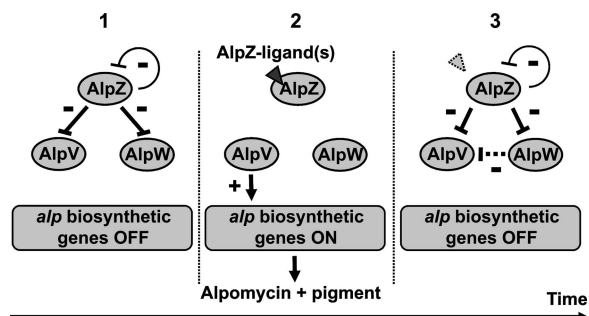 1
2
3
AlpZ-ligand(s)
-
AlpZ
AlpZ
-
AlpZ
-
-
-
-
AlpV
AlpW
AlpV
AlpW
AlpV
AlpW
+
-
alp biosynthetic
genes OFF
alp biosynthetic
genes ON
alp biosynthetic
genes OFF
Alpomycin + pigment
Time